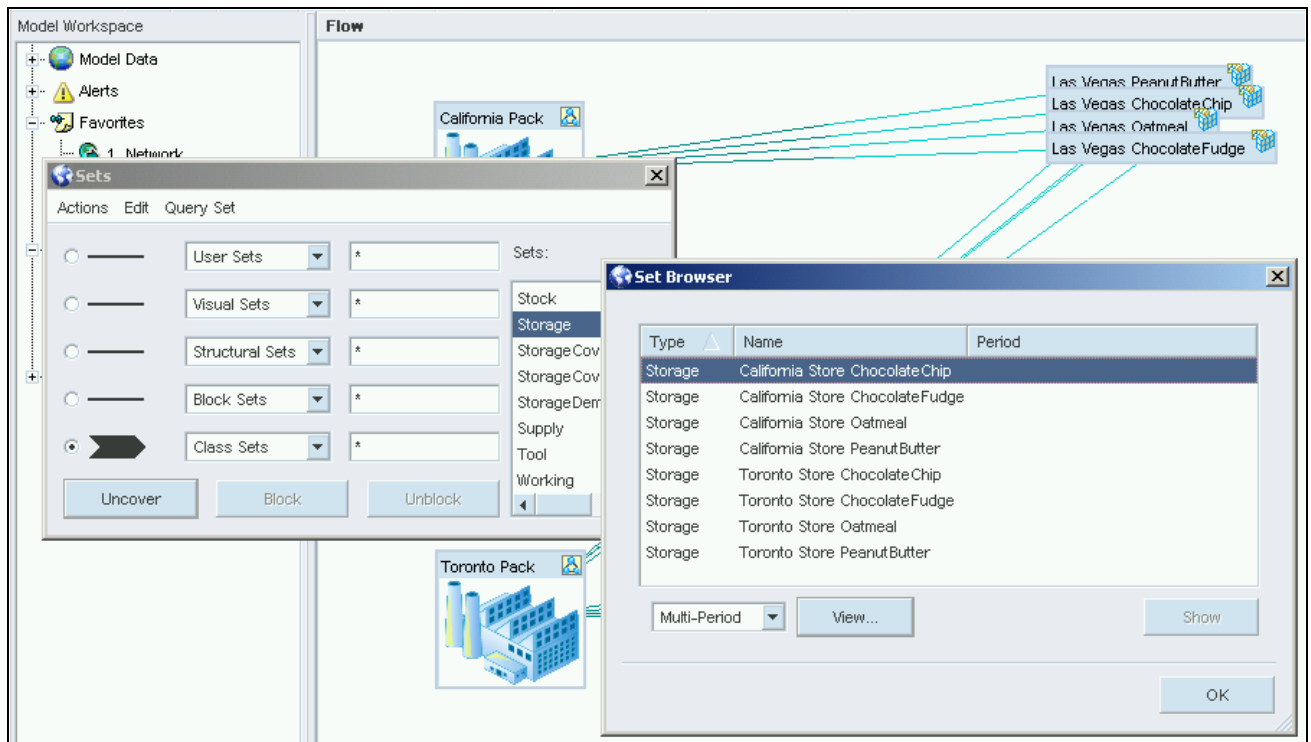 Model Workspace
Flow
Model Data
Alerts
Favorites
1 Network
California Pack
Las Vegas PeanutButter
Las Vegas ChocolateChip
Las Vegas Oatmeal
Las Vegas ChocolateFudge
Sets
Actions Edit Query Set
User Sets
*
Visual Sets
*
Structural Sets
*
Block Sets
*
Class Sets
*
Uncover
Block
Unblock
Sets:
Stock
Storage
StorageCov
StorageCov
StorageDem
Supply
Tool
Working
Set Browser
Type Name Period
Storage California Store ChocolateChip
Storage California Store ChocolateFudge
Storage California Store Oatmeal
Storage California Store PeanutButter
Storage Toronto Store ChocolateChip
Storage Toronto Store ChocolateFudge
Storage Toronto Store Oatmeal
Storage Toronto Store PeanutButter
Multi-Period
View...
Show
OK
Toronto Pack